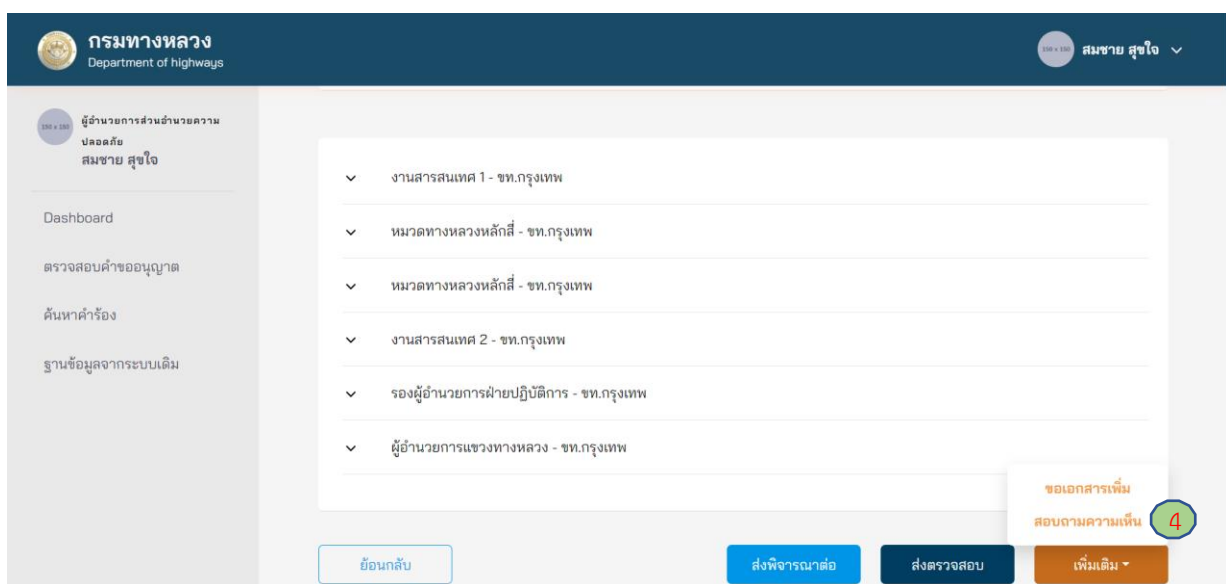 กรมทางหลวง
Department of highways
สมชาย สุขใจ
ผู้อำนวยการส่วนอำนวยความ
ปลอดภัย
สมชาย สุขใจ
Dashboard
ตรวจสอบคำขออนุญาต
ค้นหาคำร้อง
ฐานข้อมูลจากระบบเดิม
งานสารสนเทศ 1 - ขท.กรุงเทพ
หมวดทางหลวงหลักสี่ - ขท.กรุงเทพ
หมวดทางหลวงหลักสี่ - ขท.กรุงเทพ
งานสารสนเทศ 2 - ขท.กรุงเทพ
รองผู้อำนวยการฝ่ายปฏิบัติการ - ขท.กรุงเทพ
ผู้อำนวยการแขวงทางหลวง - ขท.กรุงเทพ
ขอเอกสารเพิ่ม
สอบถามความเห็น 4
ย้อนกลับ ส่งพิจารณาต่อ ส่งตรวจสอบ เพิ่มเติม